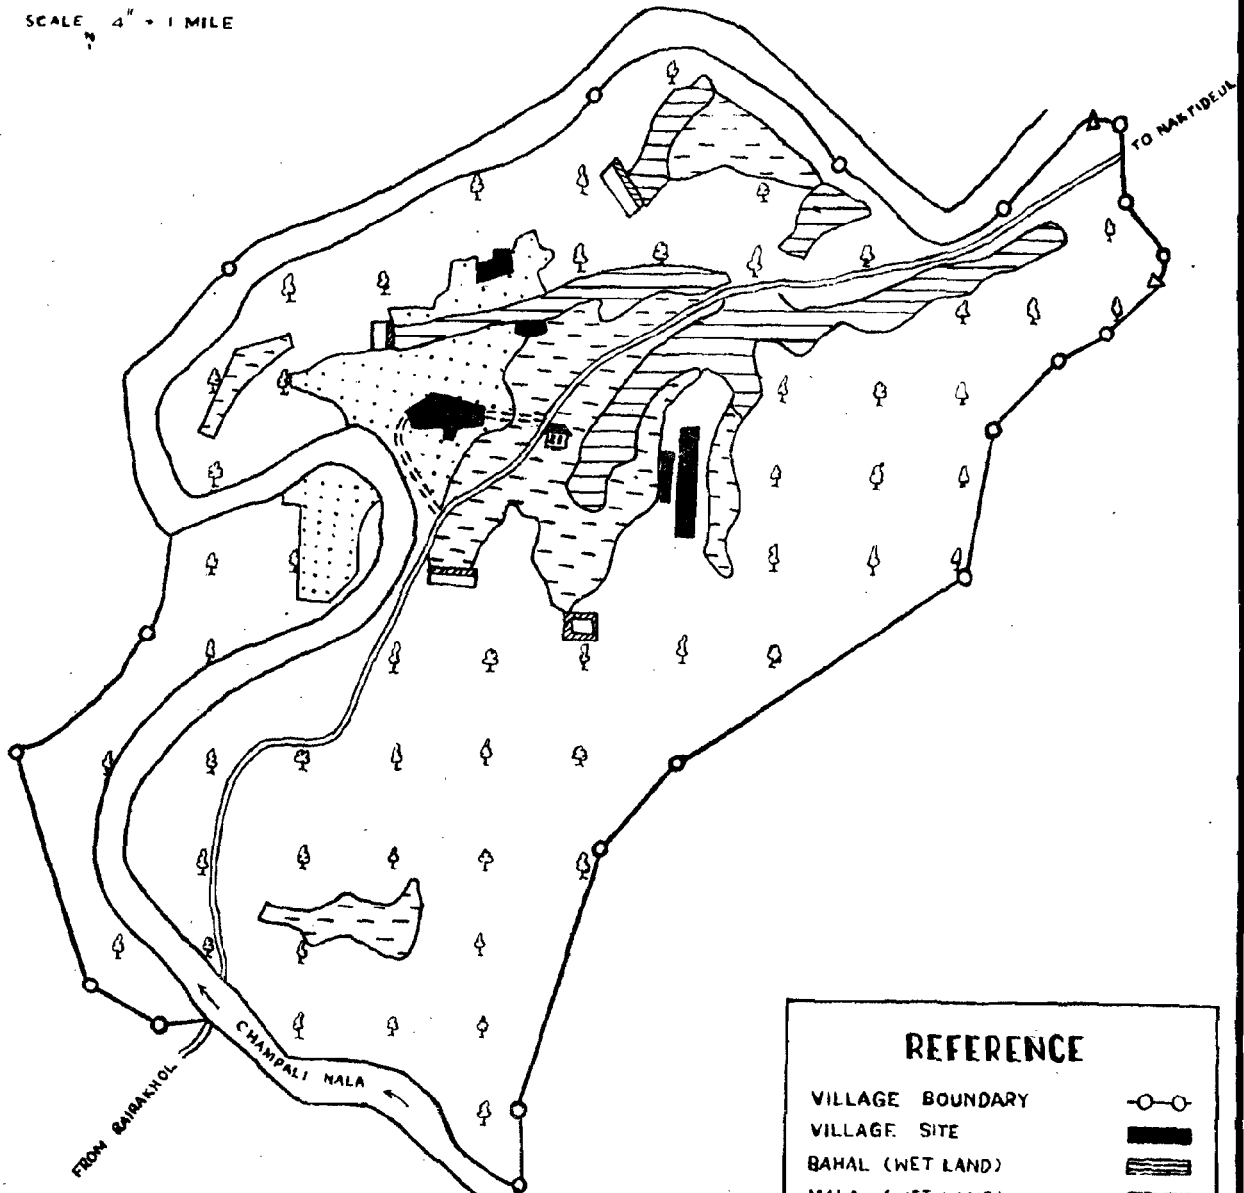 SCALE 4" = 1 MILE
N
TO NAKTIDEUL
CHAMPALI NALA
FROM RAIRAKHOL
REFERENCE
VILLAGE BOUNDARY
VILLAGE SITE
BAHAL (WET LAND)